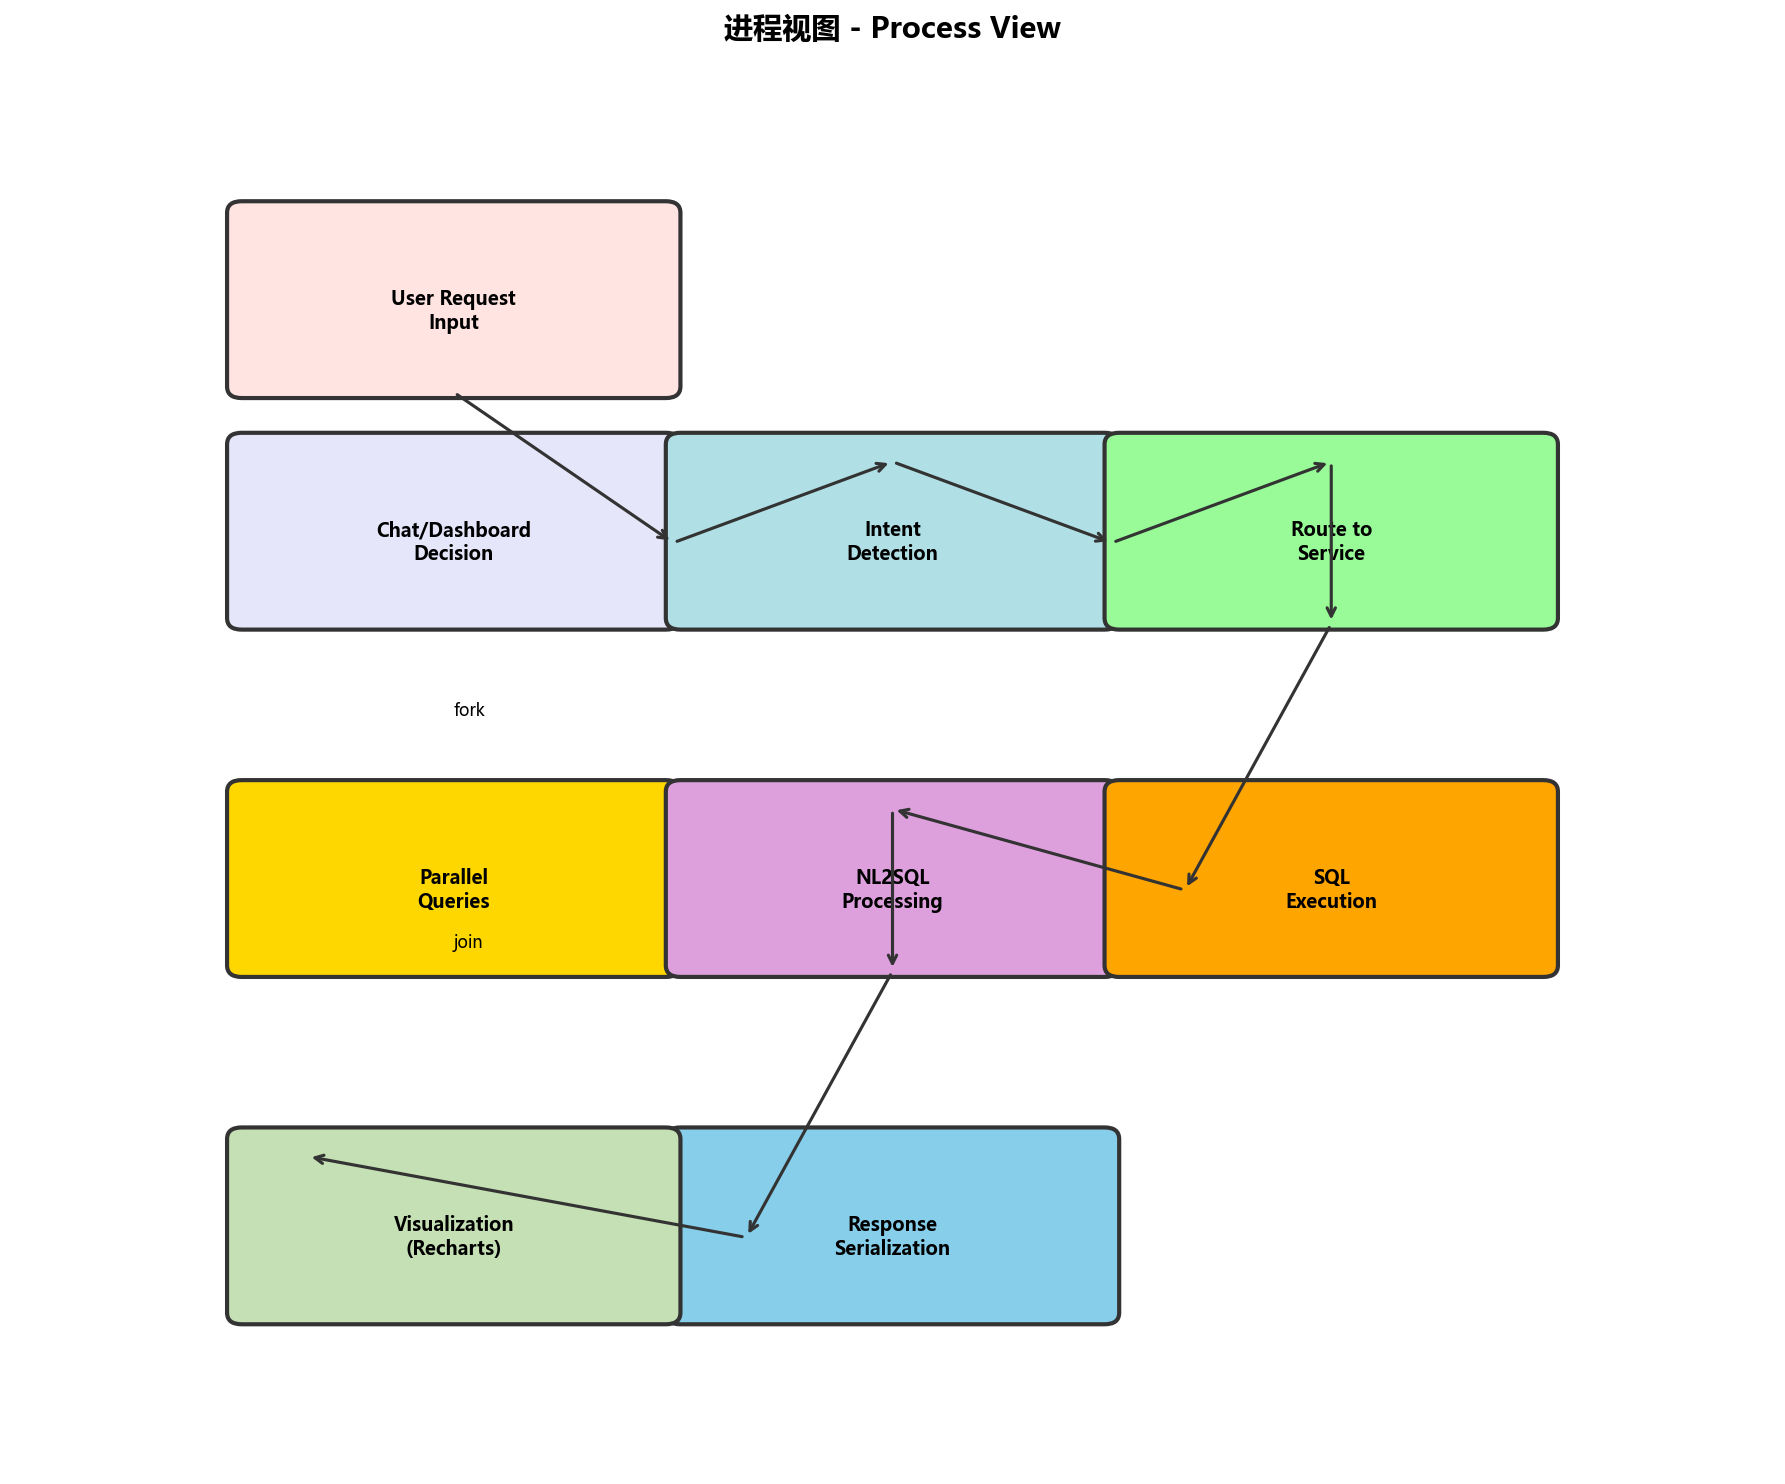 进程视图 - Process View
User Request
Input
Chat/Dashboard
Decision
Intent
Detection
Route to
Service
fork
Parallel
Queries
NL2SQL
Processing
SQL
Execution
join
Visualization
(Recharts)
Response
Serialization